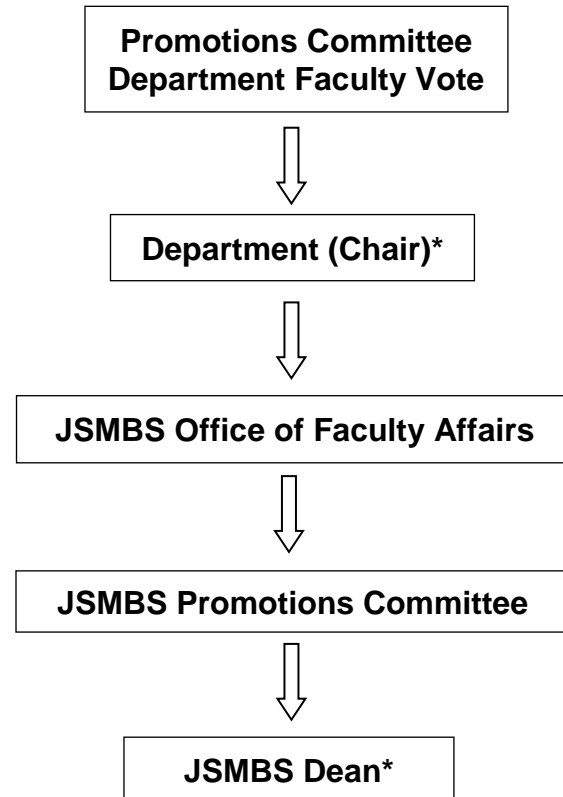 Promotions Committee
Department Faculty Vote
Department (Chair)*
JSMBS Office of Faculty Affairs
JSMBS Promotions Committee
JSMBS Dean*